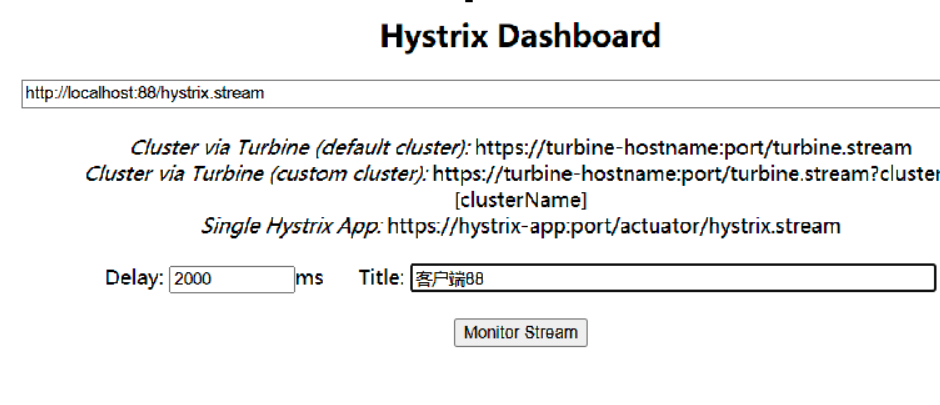 Hystrix Dashboard
http://localhost:88/hystrix.stream
Cluster via Turbine (default cluster): https://turbine-hostname:port/turbine.stream
Cluster via Turbine (custom cluster): https://turbine-hostname:port/turbine.stream?cluster
[clusterName]
Single Hystrix App: https://hystrix-app:port/actuator/hystrix.stream
Delay: 2000 ms Title: 客户端88
Monitor Stream